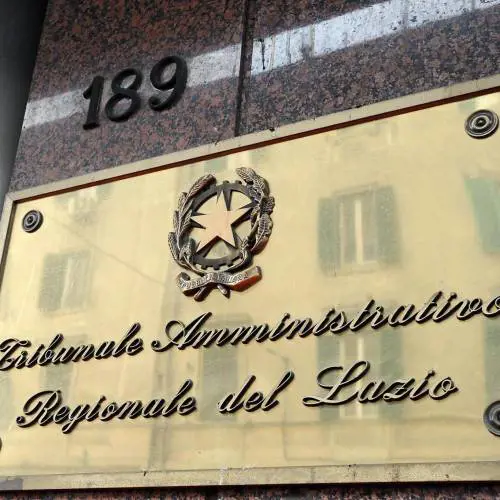 189
Tribunale Amministrativo
Regionale del Lazio